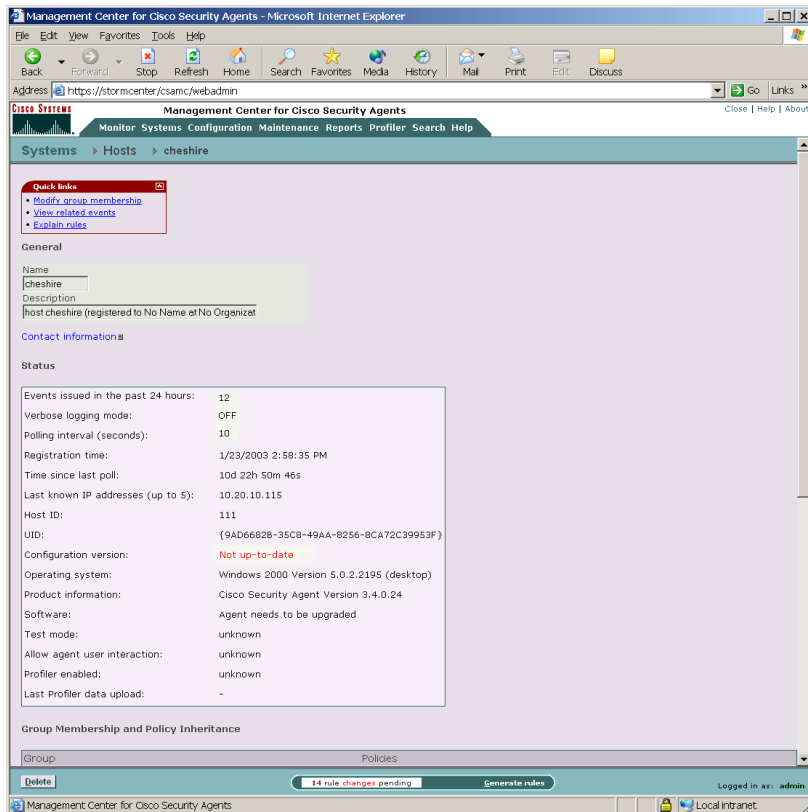 Management Center for Cisco Security Agents - Microsoft Internet Explorer
File Edit View Favorites Tools Help
Back Forward Stop Refresh Home Search Favorites Media History Mail Print Edit Discuss
Address https://stormcenter/csamc/webadmin Go Links »
CISCO SYSTEMS Management Center for Cisco Security Agents Close | Help | About
Monitor Systems Configuration Maintenance Reports Profiler Search Help
Systems Hosts cheshire
Quick links
• Modify group membership
• View related events
• Explain rules
General
Name
cheshire
Description
host cheshire (registered to No Name at No Organizat
Contact information
Status
Events issued in the past 24 hours: 12
Verbose logging mode: OFF
Polling interval (seconds): 10
Registration time: 1/23/2003 2:58:35 PM
Time since last poll: 10d 22h 50m 46s
Last known IP addresses (up to 5): 10.20.10.115
Host ID: 111
UID: {9AD6682B-35C8-49AA-8256-8CA72C39953F}
Configuration version: Not up-to-date
Operating system: Windows 2000 Version 5.0.2.2195 (desktop)
Product information: Cisco Security Agent Version 3.4.0.24
Software: Agent needs to be upgraded
Test mode: unknown
Allow agent user interaction: unknown
Profiler enabled: unknown
Last Profiler data upload: -
Group Membership and Policy Inheritance
Group Policies
Delete 14 rule changes pending Generate rules Logged in as: admin
Management Center for Cisco Security Agents Local intranet